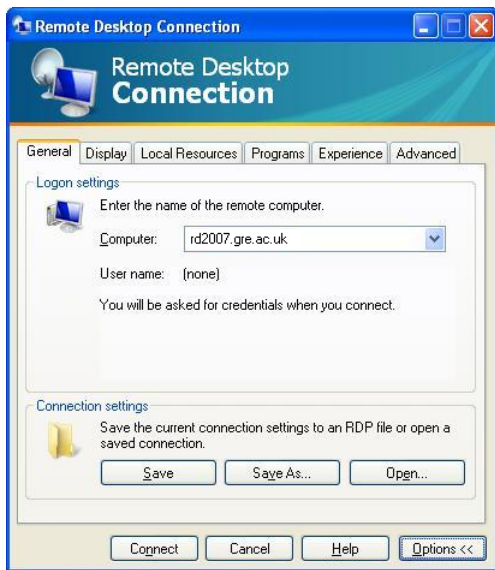 Remote Desktop Connection
Remote Desktop
Connection
General Display Local Resources Programs Experience Advanced
Logon settings
Enter the name of the remote computer.
Computer: rd2007.gre.ac.uk
User name: (none)
You will be asked for credentials when you connect.
Connection settings
Save the current connection settings to an RDP file or open a
saved connection.
Save Save As... Open...
Connect Cancel Help Options <<